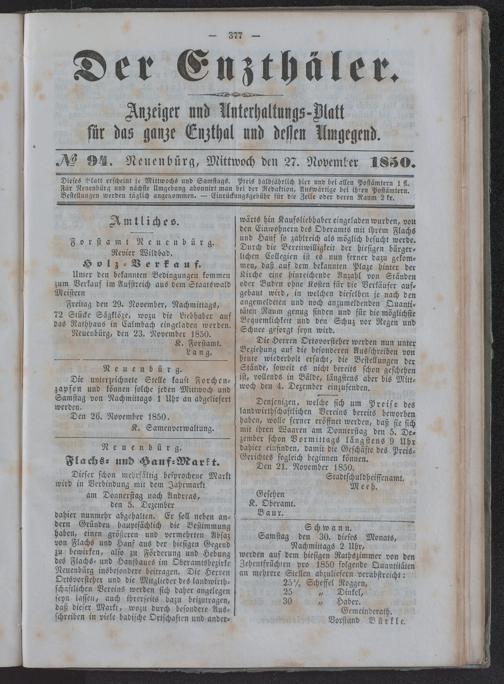 — 377 —
Der Enzthäler.
Anzeiger und Unterhaltungs-Blatt
für das ganze Enzthal und dessen Umgegend.
№ 94. Neuenbürg, Mittwoch den 27. November 1850.
Dieses Blatt erscheint je Mittwochs und Samstags. Preis halbjährlich hier und bei allen Postämtern 1 fl.
Für Neuenbürg und nächste Umgebung abonnirt man bei der Redaktion, Auswärtige bei ihren Postämtern.
Bestellungen werden täglich angenommen. — Einrückungsgebühr für die Zeile oder deren Raum 2 kr.
Amtliches.
Forstamt Neuenbürg.
Revier Wildbad.
Holz-Verkauf.
Unter den bekannten Bedingungen kommen
zum Verkauf im Aufstreich aus dem Staatswald
Meistern
Freitag den 29. November, Nachmittags,
72 Stücke Sägklöze, wozu die Liebhaber auf
das Rathhaus in Calmbach eingeladen werden.
Neuenbürg, den 23. November 1850.
K. Forstamt.
Lang.
Neuenbürg.
Die unterzeichnete Stelle kauft Forchen-
zapfen und können solche jeden Mittwoch und
Samstag von Nachmittags 1 Uhr an abgeliefert
werden.
Den 26. November 1850.
K. Samenverwaltung.
Neuenbürg.
Flachs- und Hanf-Markt.
Dieser schon mehrfältig besprochene Markt
wird in Verbindung mit dem Jahrmarkt
am Donnerstag nach Andreas,
den 5. Dezember
dahier nunmehr abgehalten. Er soll neben an-
dern Gründen hauptsächlich die Bestimmung
haben, einen größeren und vermehrten Absaz
von Flachs und Hanf aus der hiesigen Gegend
zu bewirken, also zu Förderung und Hebung
des Flachs- und Hanfbaus im Oberamtsbezirke
Neuenbürg insbesondere beitragen. Die Herren
Ortsvorsteher und die Mitglieder des landwirth-
schaftlichen Vereins werden sich daher angelegen
seyn lassen, auch ihrerseits dazu beizutragen,
daß dieser Markt, wozu durch besondere Aus-
schreiben in viele badische Ortschaften und ander-
wärts hin Kaufsliebhaber eingeladen wurden, von
den Einwohnern des Oberamts mit ihrem Flachs
und Hanf so zahlreich als möglich besucht werde.
Durch die Bereitwilligkeit der hiesigen bürger-
lichen Collegien ist es nun ferner dazu gekom-
men, daß auf dem bekannten Plaze hinter der
Kirche eine hinreichende Anzahl von Ständen
oder Buden ohne Kosten für die Verkäufer auf-
gebaut wird, in welchen dieselben je nach den
angemeldeten und noch anzumeldenden Quanti-
täten Raum genug finden und für die möglichste
Bequemlichkeit und den Schuz vor Regen und
Schnee gesorgt seyn wird.
Die Herren Ortsvorsteher werden nun unter
Beziehung auf die besonderen Ausschreiben von
heute wiederholt ersucht, die Bestellungen der
Stände, soweit es nicht bereits schon geschehen
ist, vollends in Bälde, längstens aber bis Mitt-
woch den 4. Dezember einzusenden.
Denjenigen, welche sich um Preise des
landwirthschaftlichen Vereins bereits beworben
haben, wolle ferner eröffnet werden, daß sie sich
mit ihren Waaren am Donnerstag den 5. De-
zember schon Vormittags längstens 9 Uhr
dahier einfinden, damit die Geschäfte des Preis-
Gerichtes sogleich beginnen können.
Den 21. November 1850.
Stadtschultheißenamt.
Meeh.
Gesehen
K. Oberamt.
Baur.
Schwann.
Samstag den 30. dieses Monats,
Nachmittags 2 Uhr,
werden auf dem hiesigen Rathszimmer von den
Zehentfrüchten pro 1850 folgende Quantitäten
an mehrere Stellen abzuliefern verabstreicht:
Scheffel Roggen,
25 „ Dinkel,
30 „ Haber.
Gemeinderath.
Vorstand Bürkle.